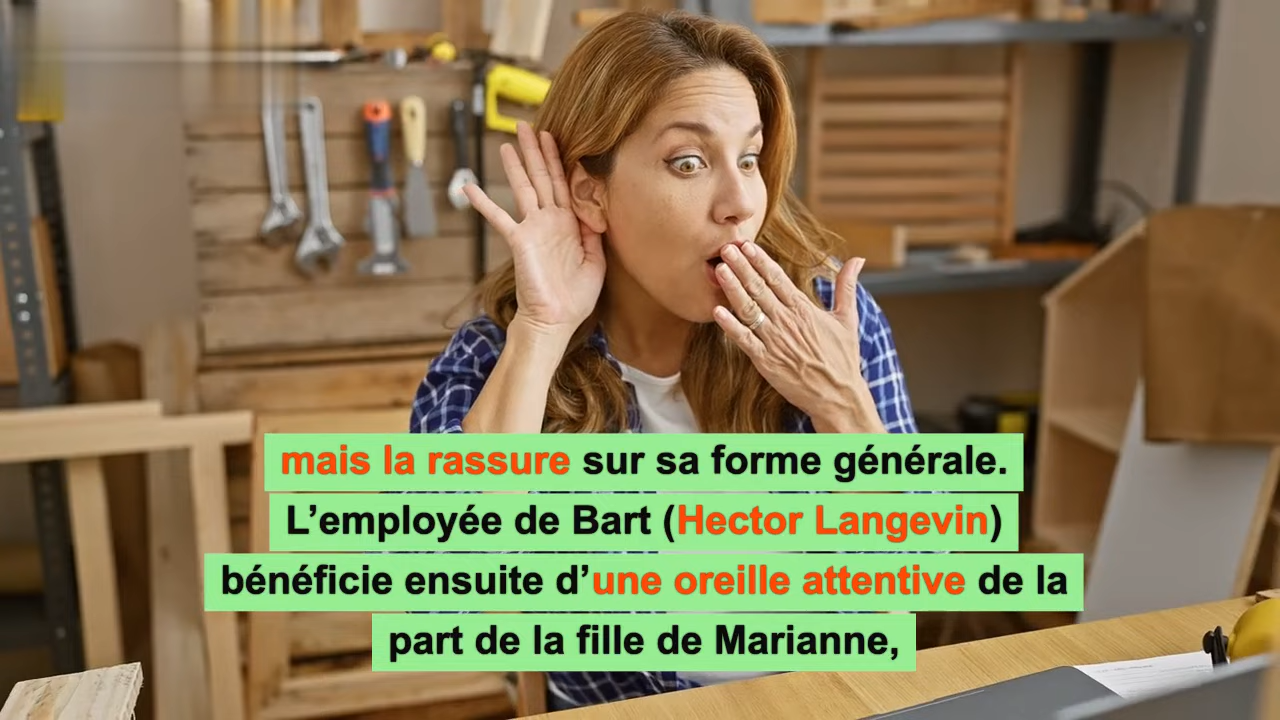 mais la rassure sur sa forme générale.
L’employée de Bart (Hector Langevin)
bénéficie ensuite d’une oreille attentive de la
part de la fille de Marianne,